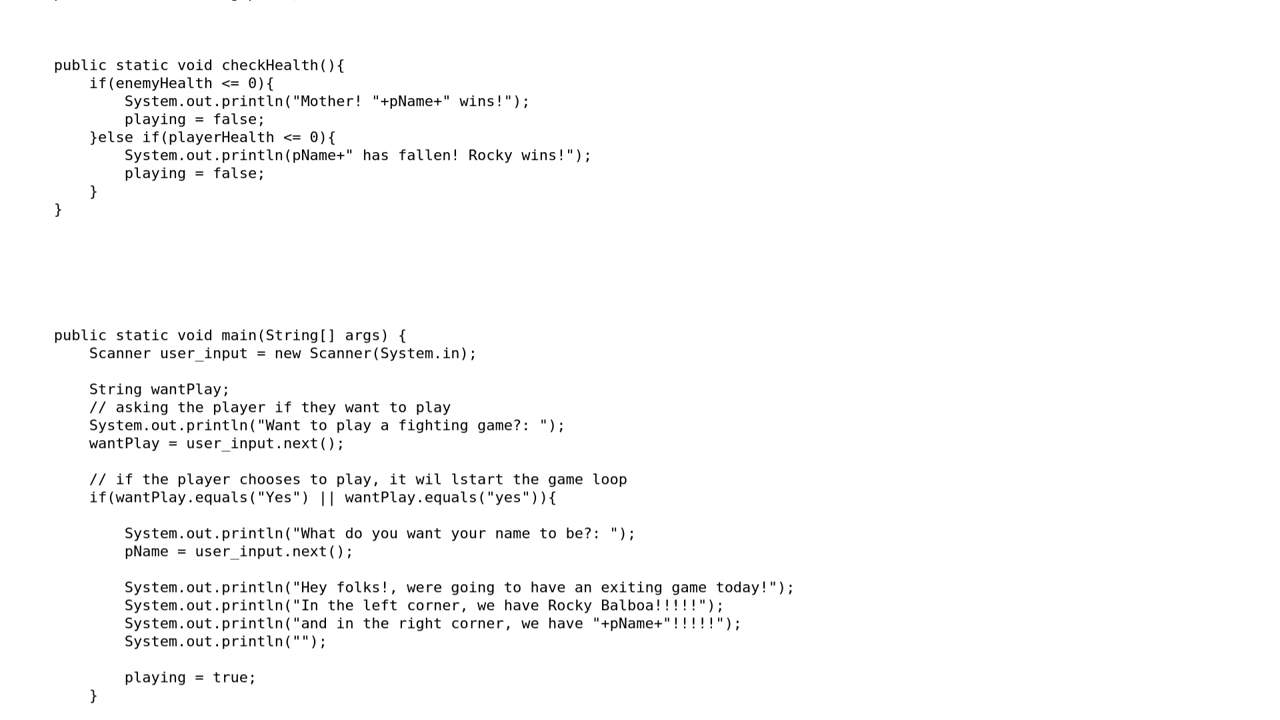 public static void checkHealth(){
    if(enemyHealth <= 0){
        System.out.println("Mother! "+pName+" wins!");
        playing = false;
    }else if(playerHealth <= 0){
        System.out.println(pName+" has fallen! Rocky wins!");
        playing = false;
    }
}
public static void main(String[] args) {
    Scanner user_input = new Scanner(System.in);
    String wantPlay;
    // asking the player if they want to play
    System.out.println("Want to play a fighting game?: ");
    wantPlay = user_input.next();
    // if the player chooses to play, it wil lstart the game loop
    if(wantPlay.equals("Yes") || wantPlay.equals("yes")){
        System.out.println("What do you want your name to be?: ");
        pName = user_input.next();
        System.out.println("Hey folks!, were going to have an exiting game today!");
        System.out.println("In the left corner, we have Rocky Balboa!!!!!");
        System.out.println("and in the right corner, we have "+pName+"!!!!!");
        System.out.println("");
        playing = true;
    }